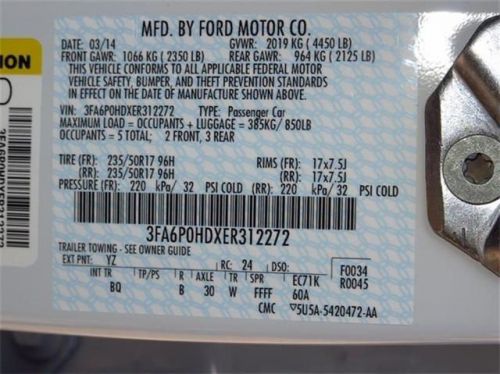 MFD. BY FORD MOTOR CO.
DATE: 03/14 GVWR: 2019 KG ( 4450 LB)
FRONT GAWR: 1066 KG ( 2350 LB) REAR GAWR: 964 KG ( 2125 LB)
THIS VEHICLE CONFORMS TO ALL APPLICABLE FEDERAL MOTOR
VEHICLE SAFETY, BUMPER, AND THEFT PREVENTION STANDARDS
IN EFFECT ON THE DATE OF MANUFACTURE SHOWN ABOVE.
VIN: 3FA6P0HDXER312272 TYPE: Passenger Car
MAXIMUM LOAD = OCCUPANTS + LUGGAGE = 385KG / 850LB
OCCUPANTS = 5 TOTAL; 2 FRONT, 3 REAR
TIRE (FR): 235/50R17 96H RIMS (FR): 17x7.5J
(RR): 235/50R17 96H (RR): 17x7.5J
PRESSURE (FR): 220 kPa/ 32 PSI COLD (RR): 220 kPa/ 32 PSI COLD
3FA6P0HDXER312272
TRAILER TOWING - SEE OWNER GUIDE
EXT PNT: YZ RC: 24 DSO: F0034
INT TR TP/PS R AXLE TR SPR EC71K R0045
BQ B 30 W FFFF 60A
CMC 5U5A-5420472-AA
ION
3FA6P0HDXER312272